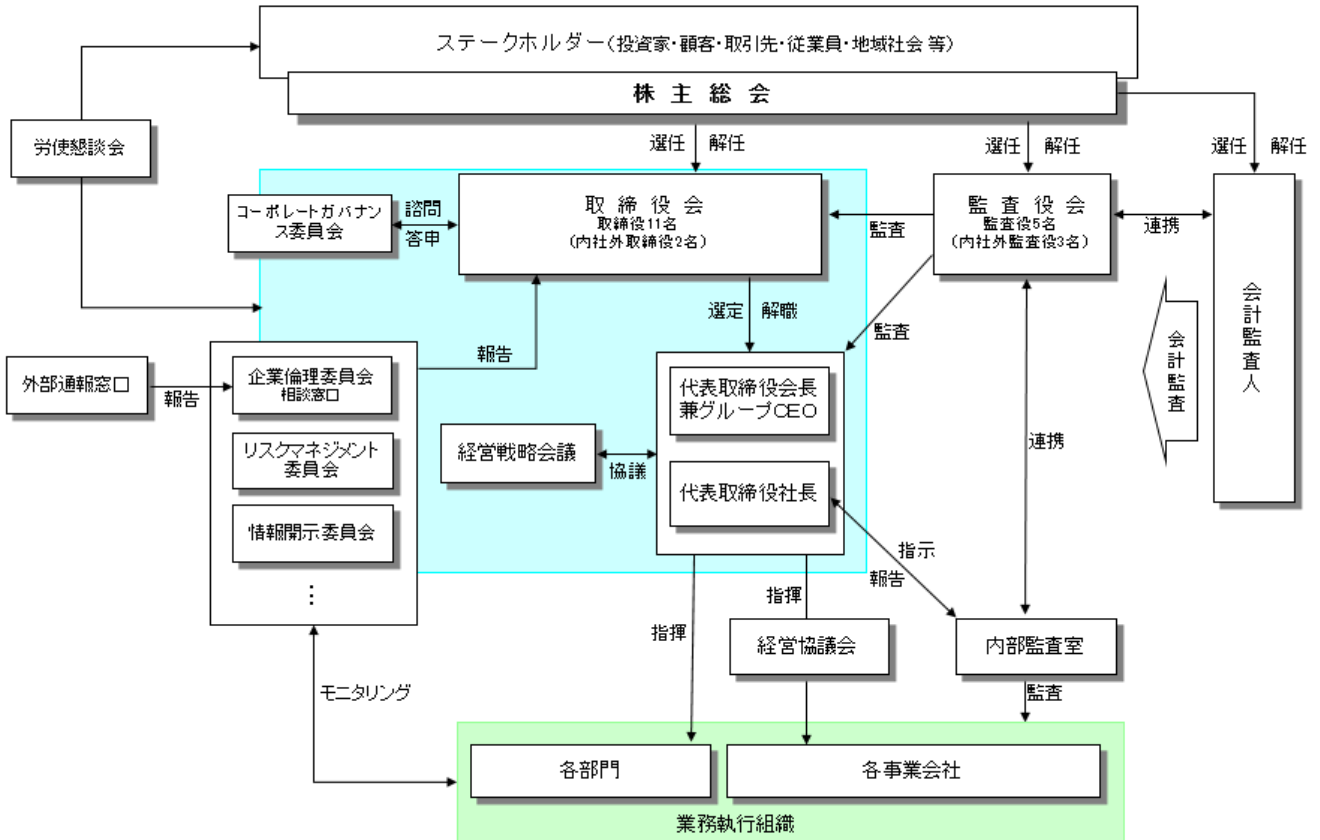 ステークホルダー(投資家・顧客・取引先・従業員・地域社会 等)
株 主 総 会
労使懇談会
選任 解任
選任 解任
選任 解任
コーポレートガバナン
ス委員会
諮問
答申
取 締 役 会
取締役11名
(内社外取締役2名)
監査
監 査 役 会
監査役5名
(内社外監査役3名)
連携
会計監査人
会計監査
選定 解職
監査
報告
外部通報窓口
報告
企業倫理委員会
相談窓口
リスクマネジメント
委員会
情報開示委員会
⋮
経営戦略会議
協議
代表取締役会長
兼グループCEO
代表取締役社長
連携
指示
報告
指揮
指揮
経営協議会
内部監査室
監査
モニタリング
各部門
各事業会社
業務執行組織